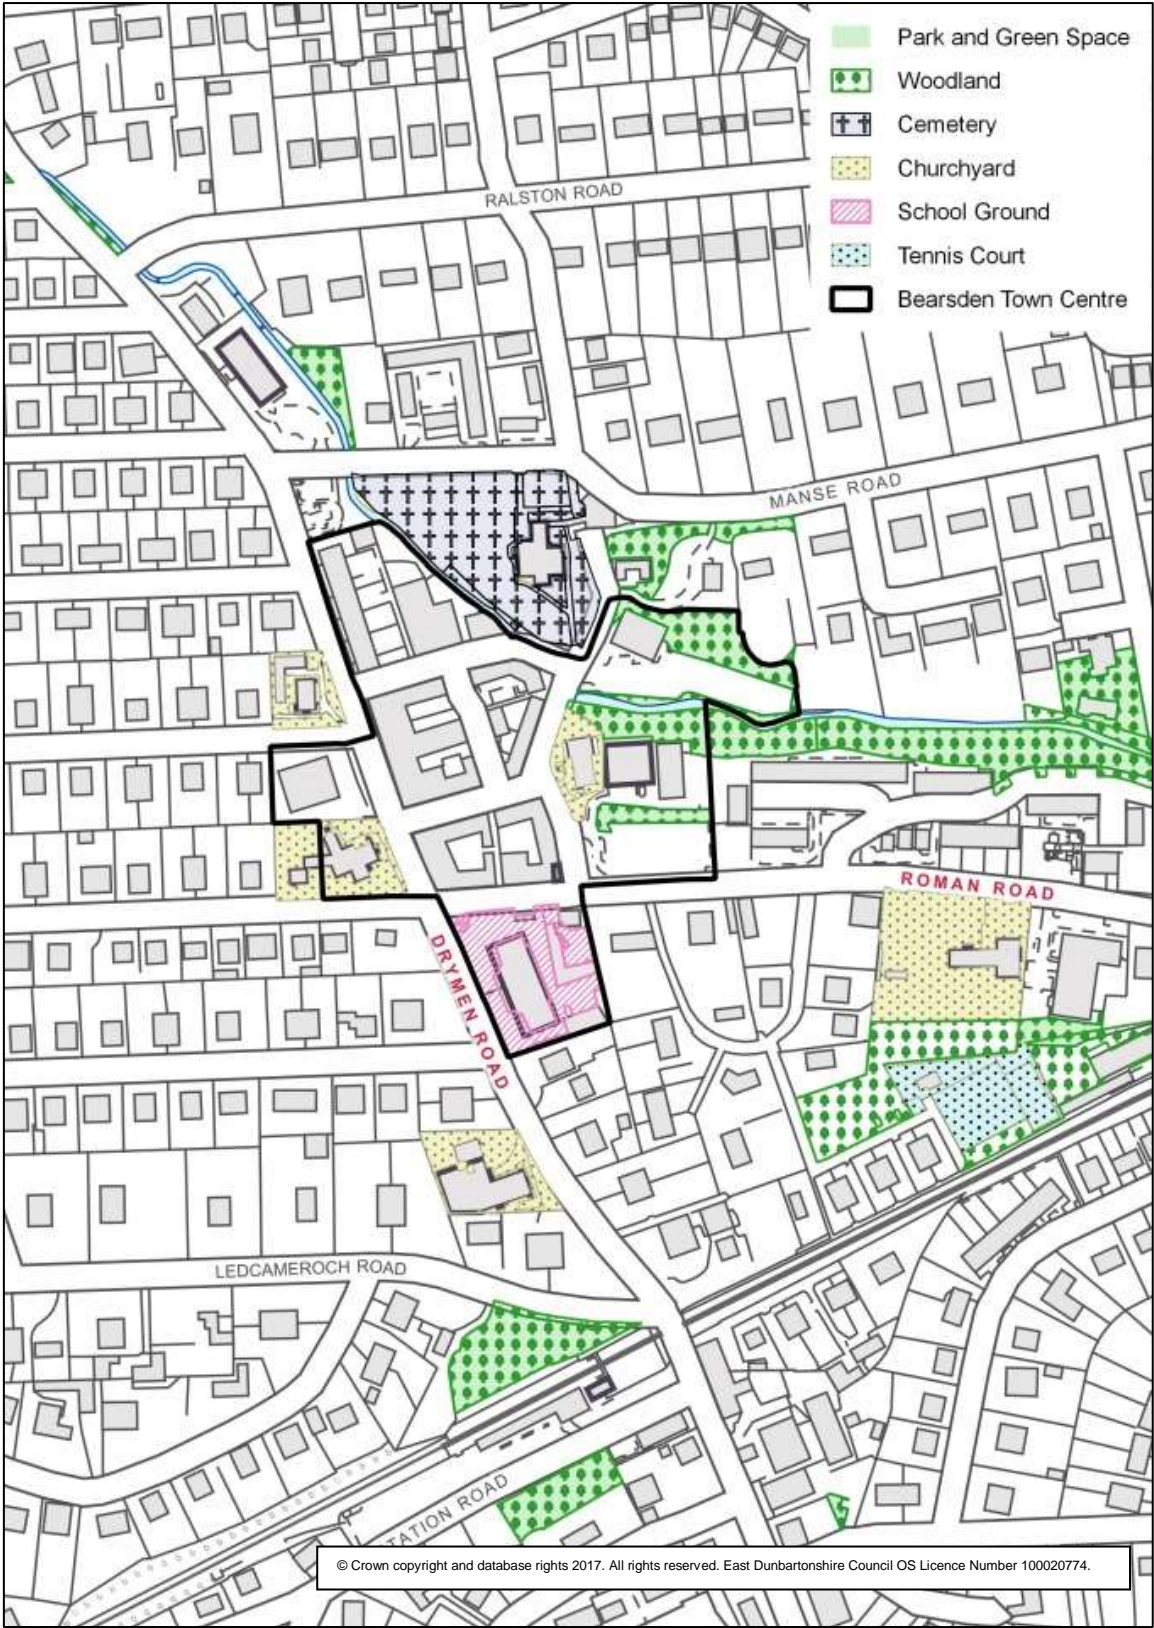 Park and Green Space
Woodland
Cemetery
Churchyard
School Ground
Tennis Court
Bearsden Town Centre
RALSTON ROAD
MANSE ROAD
ROMAN ROAD
DRYMEN ROAD
LEDCAMEROCH ROAD
TATION ROAD
© Crown copyright and database rights 2017. All rights reserved. East Dunbartonshire Council OS Licence Number 100020774.